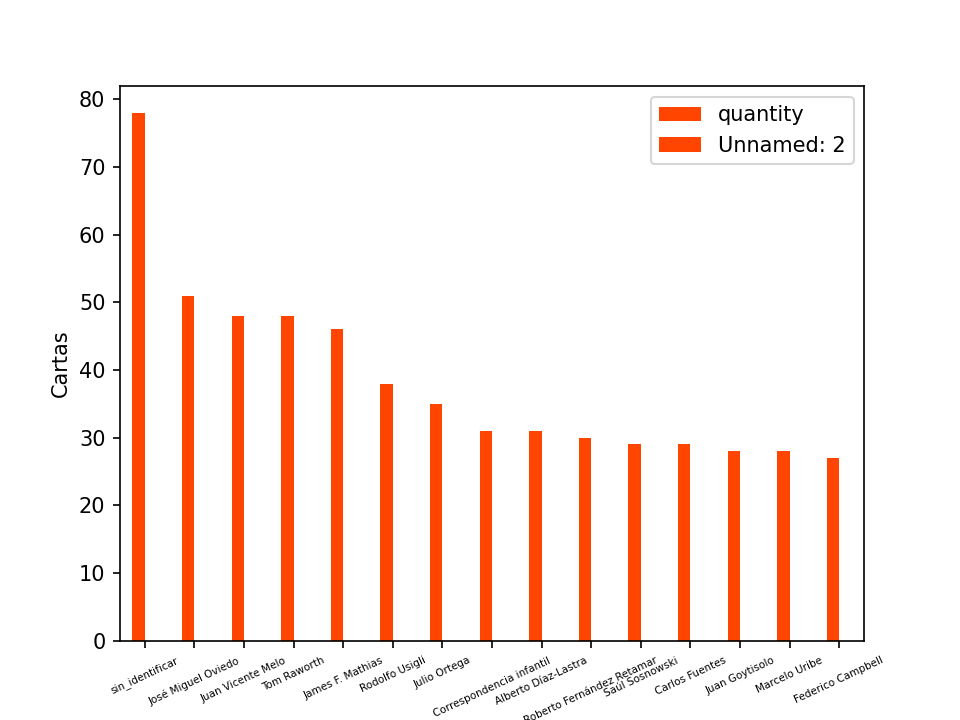 quantity
Unnamed: 2
80
70
60
50
40
30
20
10
0
Cartas
sin_identificar
José Miguel Oviedo
Juan Vicente Melo
Tom Raworth
James F. Mathias
Rodolfo Usigli
Julio Ortega
Correspondencia infantil
Alberto Díaz-Lastra
Roberto Fernández Retamar
Saúl Sosnowski
Carlos Fuentes
Juan Goytisolo
Marcelo Uribe
Federico Campbell